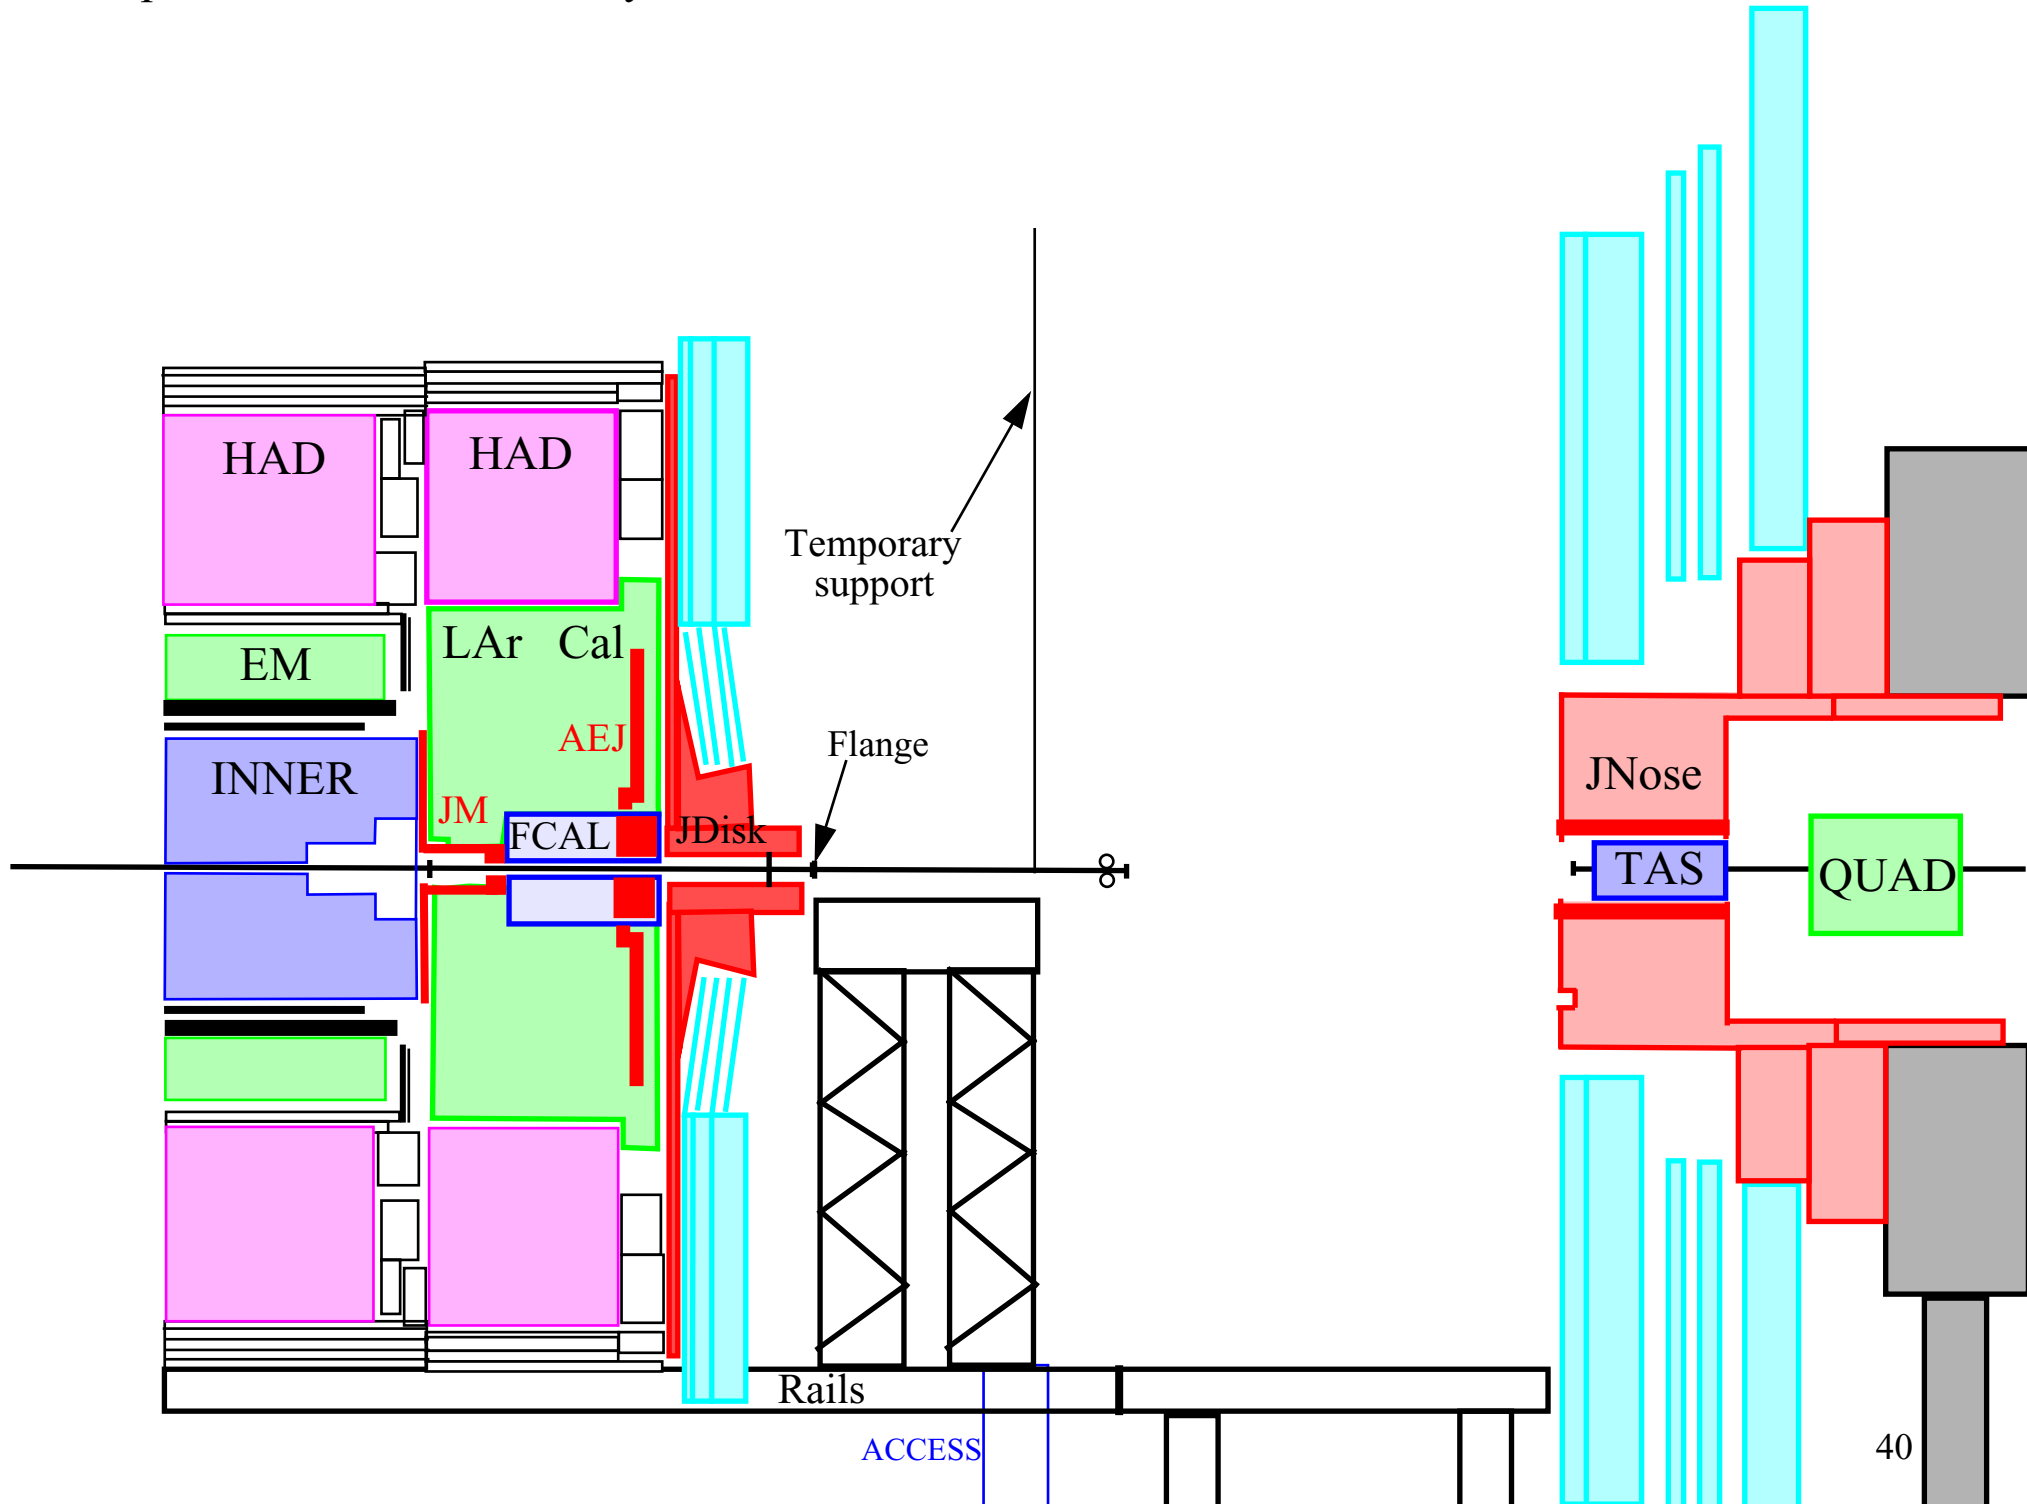 HAD
HAD
Temporary
support
LAr Cal
EM
AEJ
Flange
INNER
JM
JNose
FCAL
JDisk
TAS
QUAD
Rails
ACCESS
40